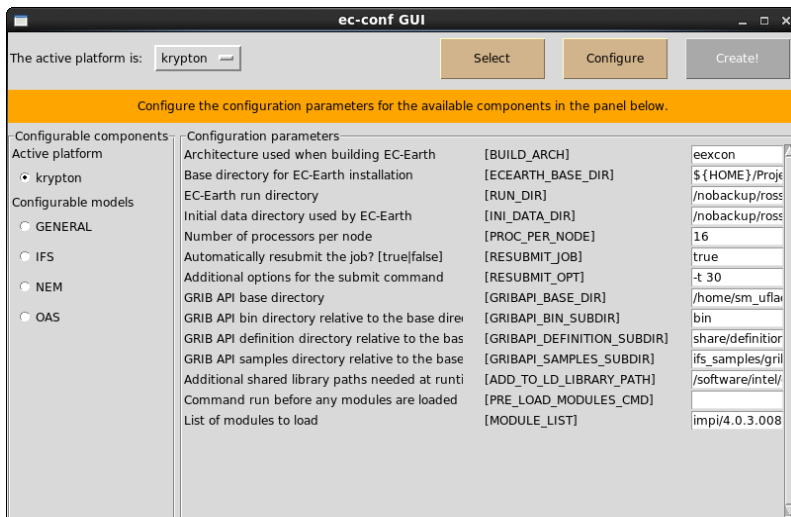 ec-conf GUI
The active platform is: krypton Select Configure Create!
Configure the configuration parameters for the available components in the panel below.
Configurable components Configuration parameters
Active platform
krypton
Configurable models
GENERAL
IFS
NEM
OAS
Architecture used when building EC-Earth [BUILD_ARCH] eexcon
Base directory for EC-Earth installation [ECEARTH_BASE_DIR] ${HOME}/Proje
EC-Earth run directory [RUN_DIR] /nobackup/ross
Initial data directory used by EC-Earth [INI_DATA_DIR] /nobackup/ross
Number of processors per node [PROC_PER_NODE] 16
Automatically resubmit the job? [true|false] [RESUBMIT_JOB] true
Additional options for the submit command [RESUBMIT_OPT] -t 30
GRIB API base directory [GRIBAPI_BASE_DIR] /home/sm_uflac
GRIB API bin directory relative to the base dire [GRIBAPI_BIN_SUBDIR] bin
GRIB API definition directory relative to the bas [GRIBAPI_DEFINITION_SUBDIR] share/definition
GRIB API samples directory relative to the base [GRIBAPI_SAMPLES_SUBDIR] ifs_samples/gril
Additional shared library paths needed at runti [ADD_TO_LD_LIBRARY_PATH] /software/intel/
Command run before any modules are loaded [PRE_LOAD_MODULES_CMD]
List of modules to load [MODULE_LIST] impi/4.0.3.008